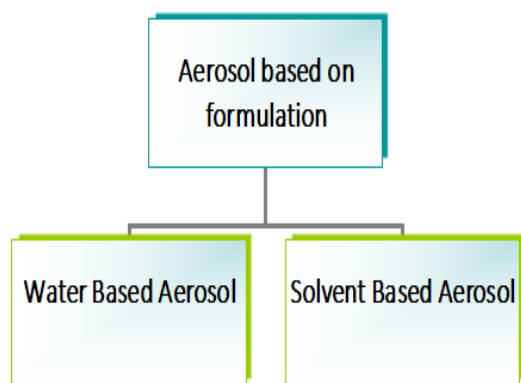 Aerosol based on
formulation
Water Based Aerosol
Solvent Based Aerosol